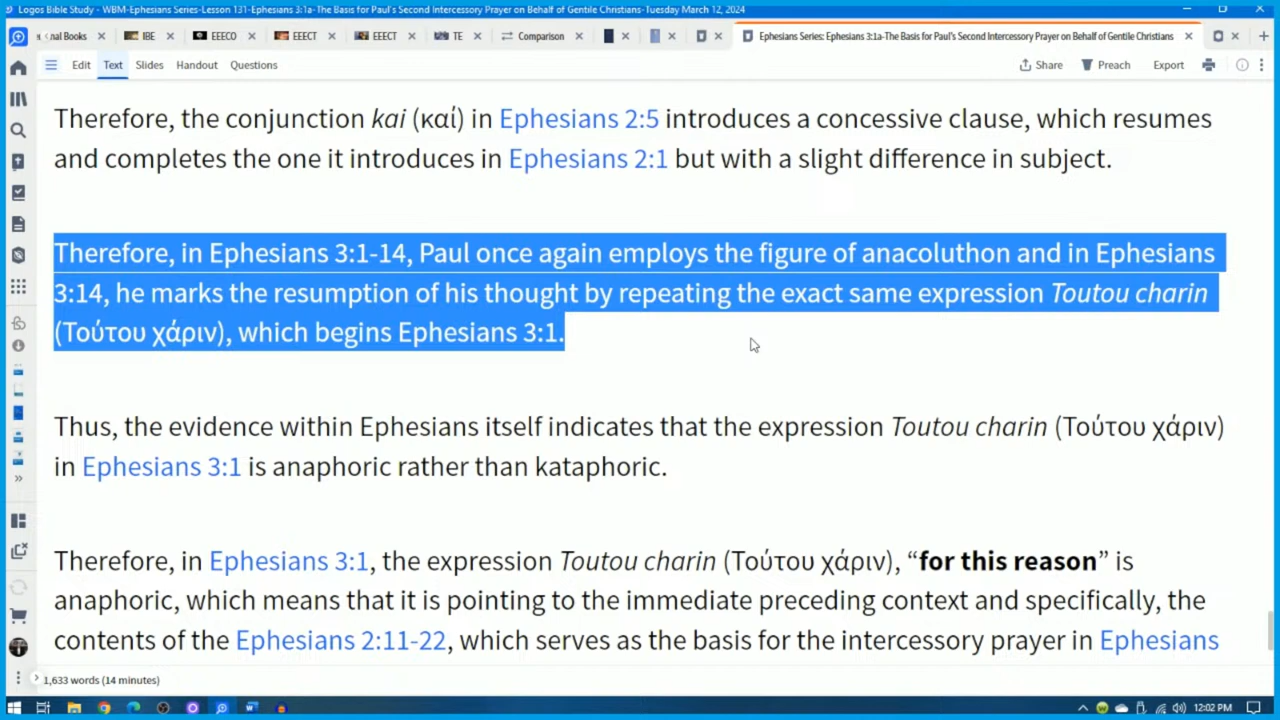 Logos Bible Study - WBM-Ephesians Series-Lesson 131-Ephesians 3:1a-The Basis for Paul's Second Intercessory Prayer on Behalf of Gentile Christians-Tuesday March 12, 2024
nal Books IBE EEECO EEECT EEECT TE Comparison Ephesians Series: Ephesians 3:1a-The Basis for Paul's Second Intercessory Prayer on Behalf of Gentile Christians
Edit Text Slides Handout Questions Share Preach Export
Therefore, the conjunction kai (καί) in Ephesians 2:5 introduces a concessive clause, which resumes
and completes the one it introduces in Ephesians 2:1 but with a slight difference in subject.
Therefore, in Ephesians 3:1-14, Paul once again employs the figure of anacoluthon and in Ephesians
3:14, he marks the resumption of his thought by repeating the exact same expression Toutou charin
(Τούτου χάριν), which begins Ephesians 3:1.
Thus, the evidence within Ephesians itself indicates that the expression Toutou charin (Τούτου χάριν)
in Ephesians 3:1 is anaphoric rather than kataphoric.
Therefore, in Ephesians 3:1, the expression Toutou charin (Τούτου χάριν), “for this reason” is
anaphoric, which means that it is pointing to the immediate preceding context and specifically, the
contents of the Ephesians 2:11-22, which serves as the basis for the intercessory prayer in Ephesians
1,633 words (14 minutes)
12:02 PM